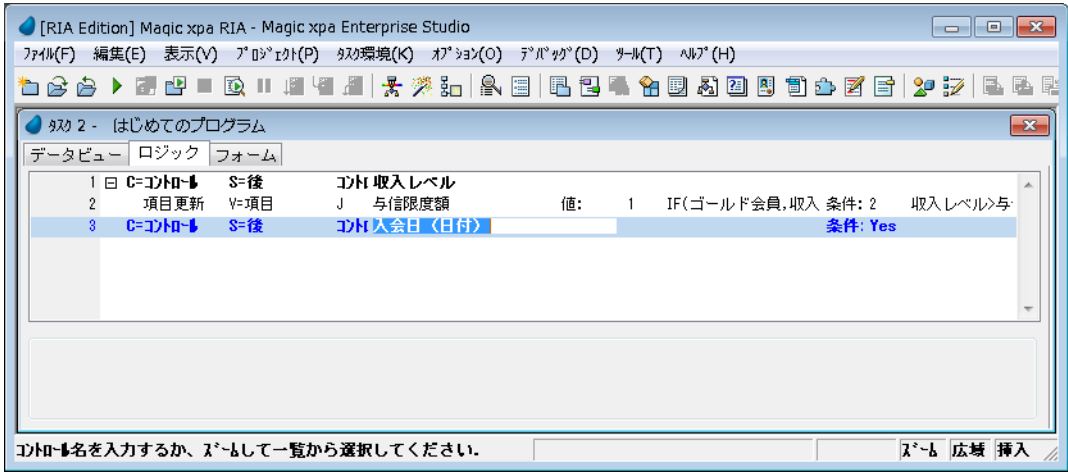 [RIA Edition] Magic xpa RIA - Magic xpa Enterprise Studio
ﾌｧｲﾙ(F) 編集(E) 表示(V) ﾌﾟﾛｼﾞｪｸﾄ(P) ﾀｽｸ環境(K) ｵﾌﾟｼｮﾝ(O) ﾃﾞﾊﾞｯｸﾞ(D) ﾂｰﾙ(T) ﾍﾙﾌﾟ(H)
ﾀｽｸ 2 - はじめてのプログラム
データビュー ロジック フォーム
1 C=ｺﾝﾄﾛｰﾙ S=後 ｺﾝﾄﾛ 収入レベル
2 項目更新 V=項目 J 与信限度額 値: 1 IF(ゴールド会員,収入 条件: 2 収入レベル>与
3 C=ｺﾝﾄﾛｰﾙ S=後 ｺﾝﾄﾛ 入会日（日付） 条件: Yes
ｺﾝﾄﾛｰﾙ名を入力するか、ｽﾞｰﾑして一覧から選択してください.
ｽﾞｰﾑ 広域 挿入